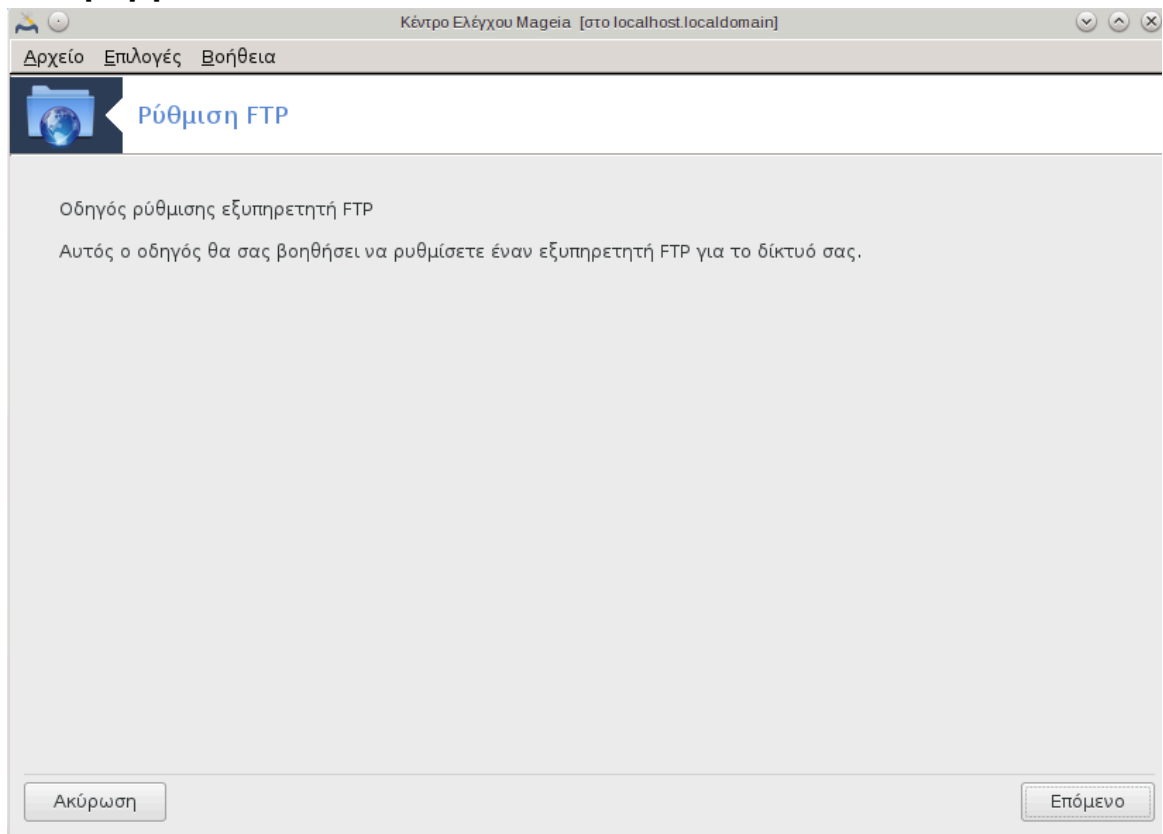 Κέντρο Ελέγχου Mageia [στο localhost.localdomain]
Αρχείο Επιλογές Βοήθεια
Ρύθμιση FTP
Οδηγός ρύθμισης εξυπηρετητή FTP
Αυτός ο οδηγός θα σας βοηθήσει να ρυθμίσετε έναν εξυπηρετητή FTP για το δίκτυό σας.
Ακύρωση Επόμενο